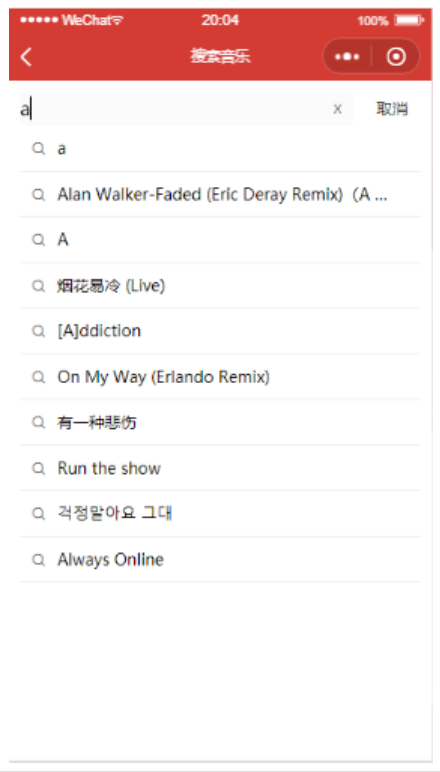 WeChat
20:04
100%
搜索音乐
a
x
取消
a
Alan Walker-Faded (Eric Deray Remix)（A ...
A
烟花易冷 (Live)
[A]ddiction
On My Way (Erlando Remix)
有一种悲伤
Run the show
걱정말아요 그대
Always Online